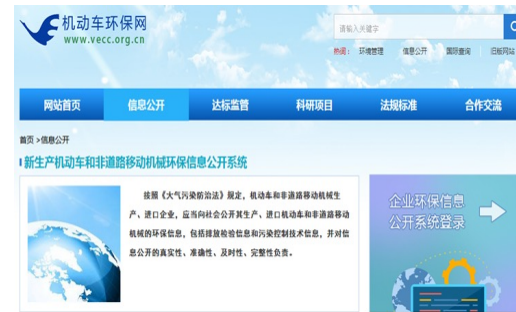 机动车环保网
www.vecc.org.cn
请输入关键字
热词： 环境管理 信息公开 国际查询 旧版网站
网站首页 信息公开 达标监管 科研项目 法规标准 合作交流
首页 >信息公开
新生产机动车和非道路移动机械环保信息公开系统
按照《大气污染防治法》规定，机动车和非道路移动机械生
产、进口企业，应当向社会公开其生产、进口机动车和非道路移动
机械的环保信息，包括排放检验信息和污染控制技术信息，并对信
息公开的真实性、准确性、及时性、完整性负责。
企业环保信息
公开系统登录